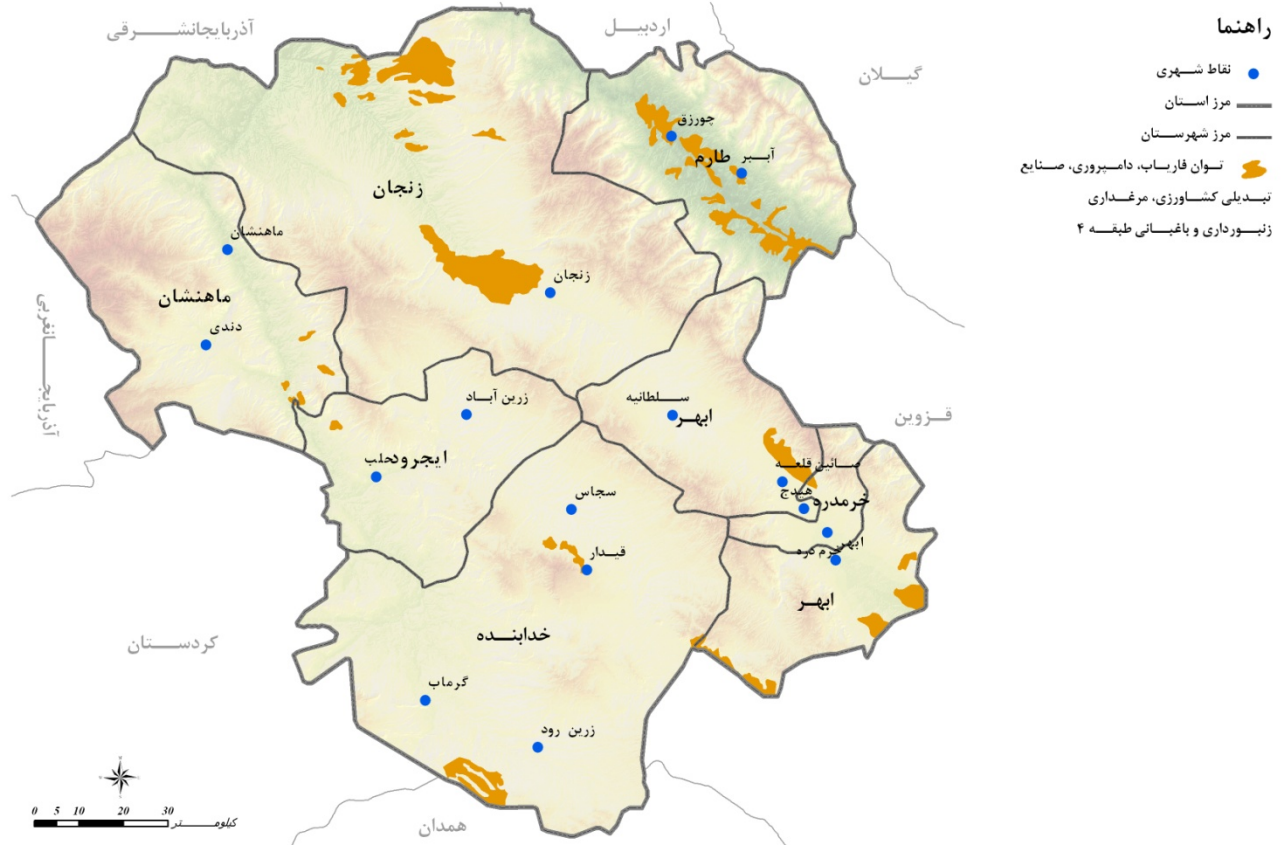 راهنما
نقاط شهری
مرز استان
مرز شهرستان
توان فاریاب، دامپروری، صنایع
تبدیلی کشاورزی، مرغداری
زنبورداری و باغبانی طبقه ۴
آذربایجانشرقی
اردبیل
گیلان
چورزق
آببر
طارم
زنجان
ماهنشان
زنجان
ماهنشان
دندی
آذربایجانغربی
زرین آباد
سلطانیه
ابهر
قزوین
ایجرود
حلب
صائین قلعه
هیدج
خرمدره
سجاس
ابهر
خرم دره
قیدار
ابهر
خدابنده
کردستان
گرماب
زرین رود
همدان
0 5 10 20 30
کیلومتر